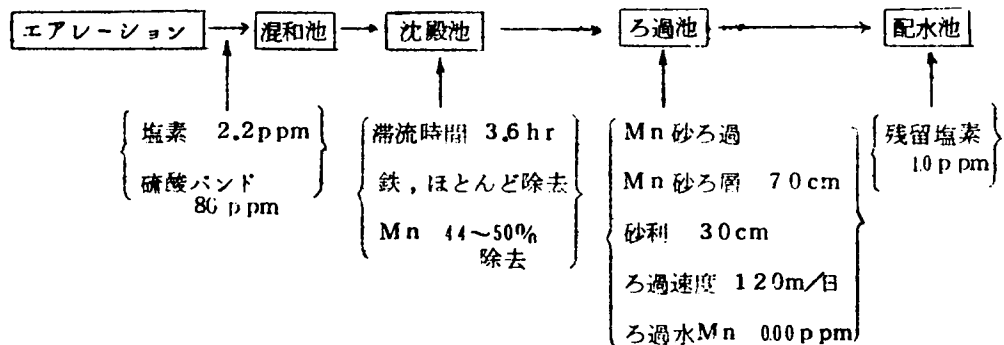 エアレーション → 混和池 → 沈殿池 → ろ過池 → 配水池
塩素 2.2ppm
硫酸バンド
80ppm
滞流時間 3.6hr
鉄，ほとんど除去
Mn 44～50%
除去
Mn砂ろ過
Mn砂ろ層 70cm
砂利 30cm
ろ過速度 120m/日
ろ過水Mn 0.00ppm
残留塩素
1.0ppm